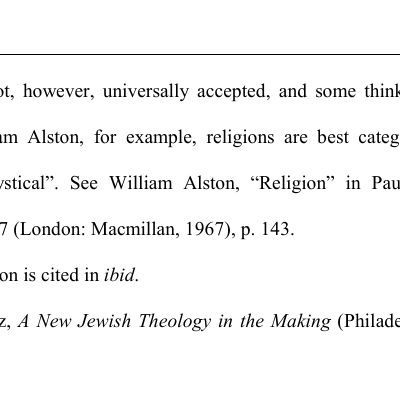 ot, however, universally accepted, and some think
am Alston, for example, religions are best categ
ystical”. See William Alston, “Religion” in Pau
7 (London: Macmillan, 1967), p. 143.
on is cited in ibid.
z, A New Jewish Theology in the Making (Philade